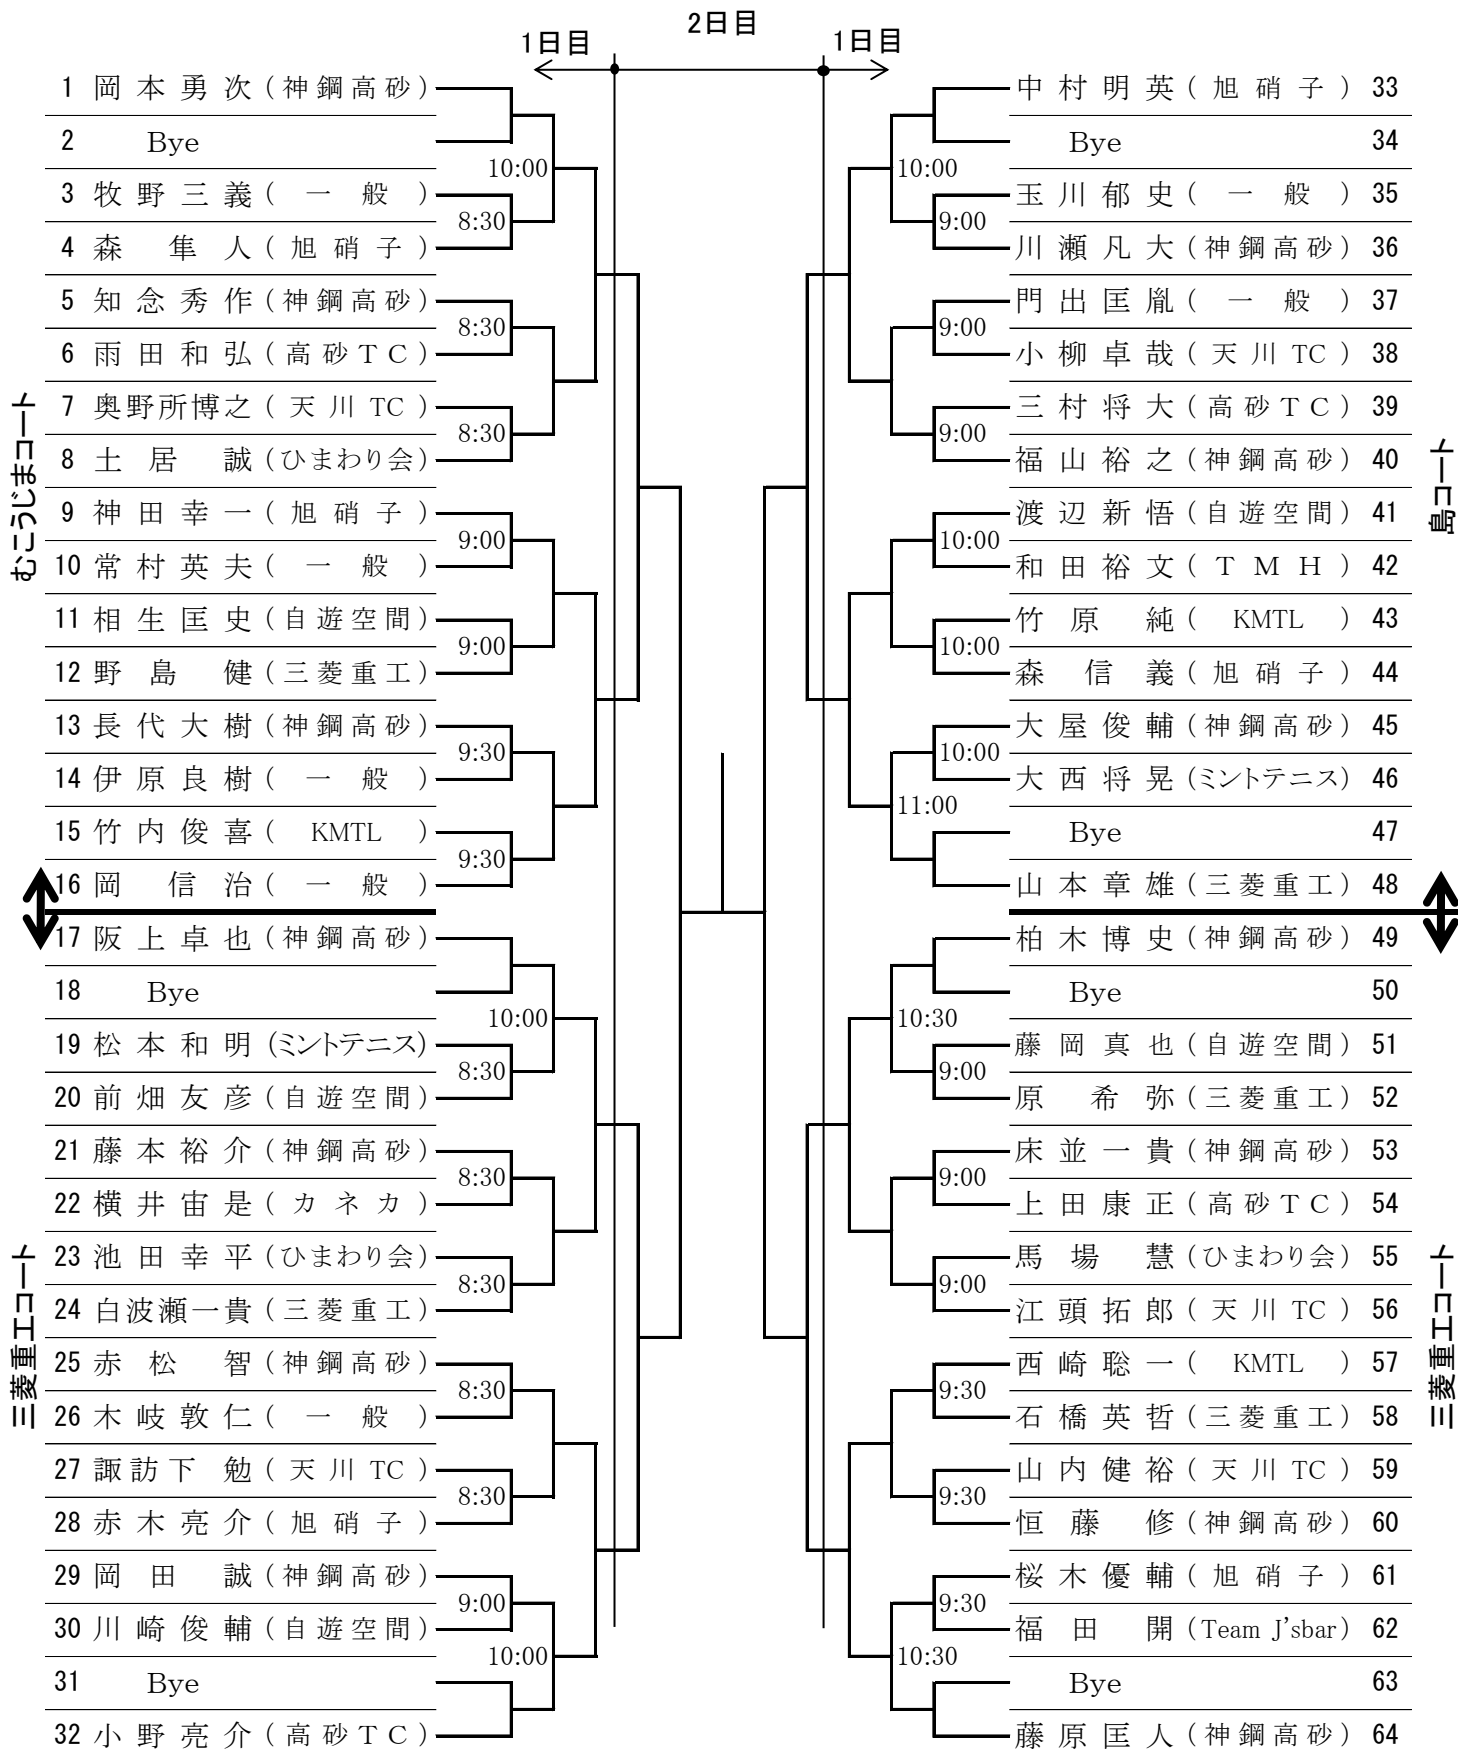 2日目
1日目
1日目
1 岡本勇次(神鋼高砂)
2 Bye
10:00
3 牧野三義(一般)
8:30
4 森隼人(旭硝子)
5 知念秀作(神鋼高砂)
8:30
6 雨田和弘(高砂TC)
7 奥野所博之(天川TC)
8:30
8 土居誠(ひまわり会)
9 神田幸一(旭硝子)
9:00
10 常村英夫(一般)
11 相生匡史(自遊空間)
9:00
12 野島健(三菱重工)
13 長代大樹(神鋼高砂)
9:30
14 伊原良樹(一般)
15 竹内俊喜(KMTL)
9:30
16 岡信治(一般)
むこうじまコート
17 阪上卓也(神鋼高砂)
18 Bye
10:00
19 松本和明(ミントテニス)
8:30
20 前畑友彦(自遊空間)
21 藤本裕介(神鋼高砂)
8:30
22 横井宙是(カネカ)
23 池田幸平(ひまわり会)
8:30
24 白波瀬一貴(三菱重工)
25 赤松智(神鋼高砂)
8:30
26 木岐敦仁(一般)
27 諏訪下勉(天川TC)
8:30
28 赤木亮介(旭硝子)
29 岡田誠(神鋼高砂)
9:00
30 川崎俊輔(自遊空間)
10:00
31 Bye
32 小野亮介(高砂TC)
三菱重工コート
中村明英(旭硝子) 33
Bye 34
10:00
玉川郁史(一般) 35
9:00
川瀬凡大(神鋼高砂) 36
門出匡胤(一般) 37
9:00
小柳卓哉(天川TC) 38
三村将大(高砂TC) 39
9:00
福山裕之(神鋼高砂) 40
渡辺新悟(自遊空間) 41
10:00
和田裕文(TMH) 42
竹原純(KMTL) 43
10:00
森信義(旭硝子) 44
大屋俊輔(神鋼高砂) 45
10:00
大西将晃(ミントテニス) 46
11:00
Bye 47
山本章雄(三菱重工) 48
島コート
柏木博史(神鋼高砂) 49
Bye 50
10:30
藤岡真也(自遊空間) 51
9:00
原希弥(三菱重工) 52
床並一貴(神鋼高砂) 53
9:00
上田康正(高砂TC) 54
馬場慧(ひまわり会) 55
9:00
江頭拓郎(天川TC) 56
西崎聡一(KMTL) 57
9:30
石橋英哲(三菱重工) 58
山内健裕(天川TC) 59
9:30
恒藤修(神鋼高砂) 60
桜木優輔(旭硝子) 61
9:30
福田開(Team J'sbar) 62
10:30
Bye 63
藤原匡人(神鋼高砂) 64
三菱重工コート